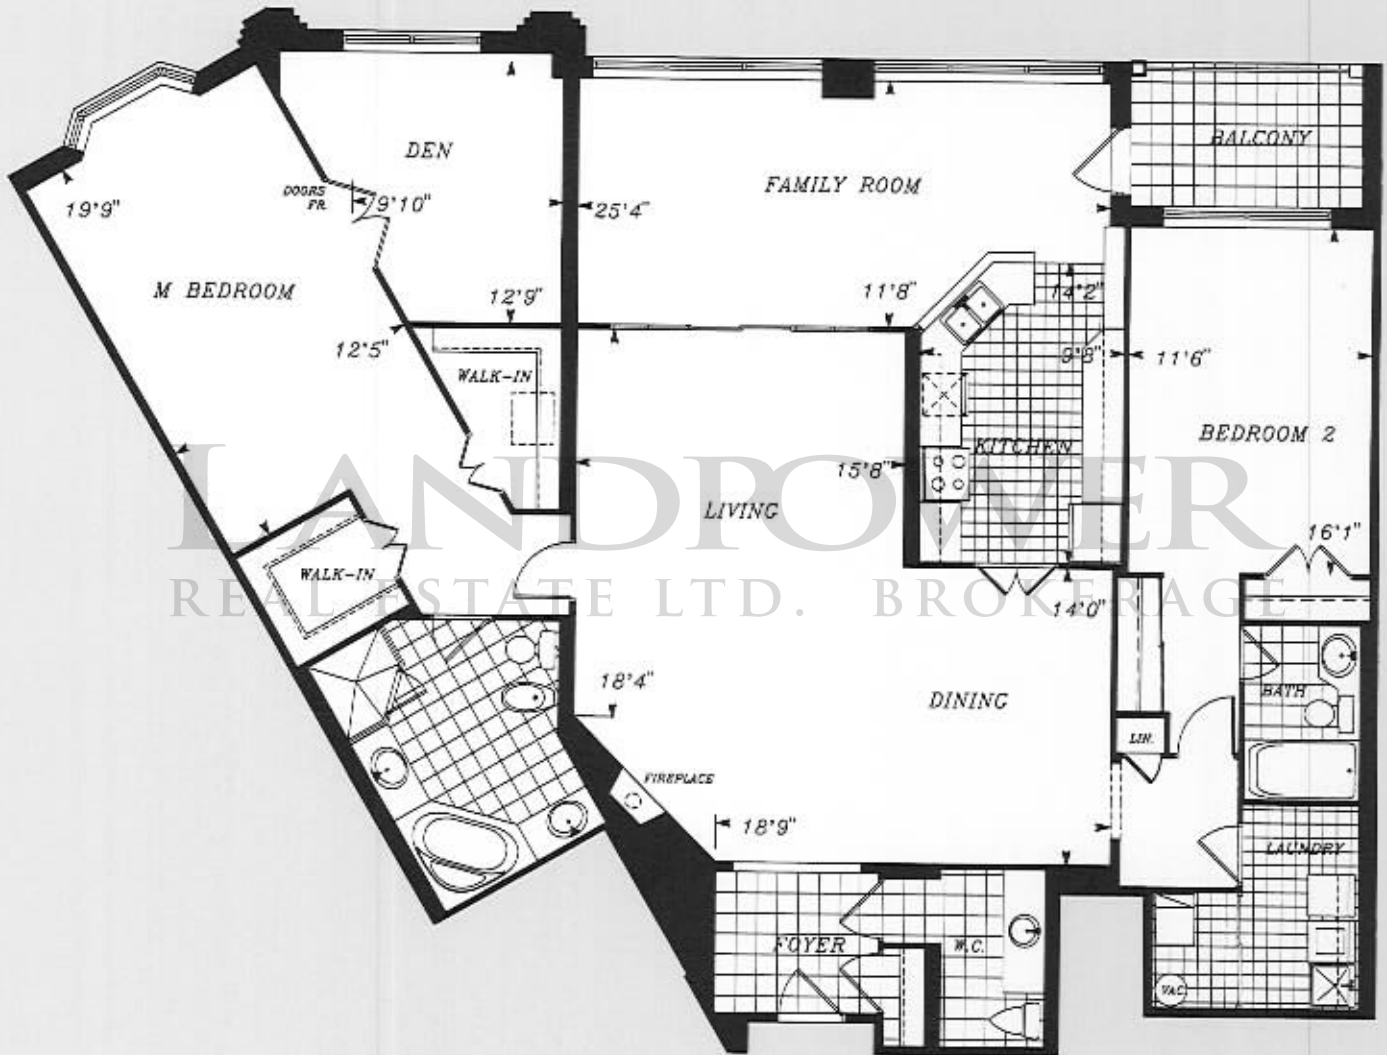 DEN
BALCONY
FAMILY ROOM
DOORS
FR.
19'9"
9'10"
25'4"
M BEDROOM
12'9"
11'8"
14'2"
12'5"
WALK-IN
9'8"
11'6"
KITCHEN
BEDROOM 2
15'8"
LIVING
LANDPOWER
16'1"
WALK-IN
REAL ESTATE LTD. BROKERAGE
14'0"
18'4"
DINING
BATH
LIN.
FIREPLACE
18'9"
LAUNDRY
FOYER
W.C.
VAC